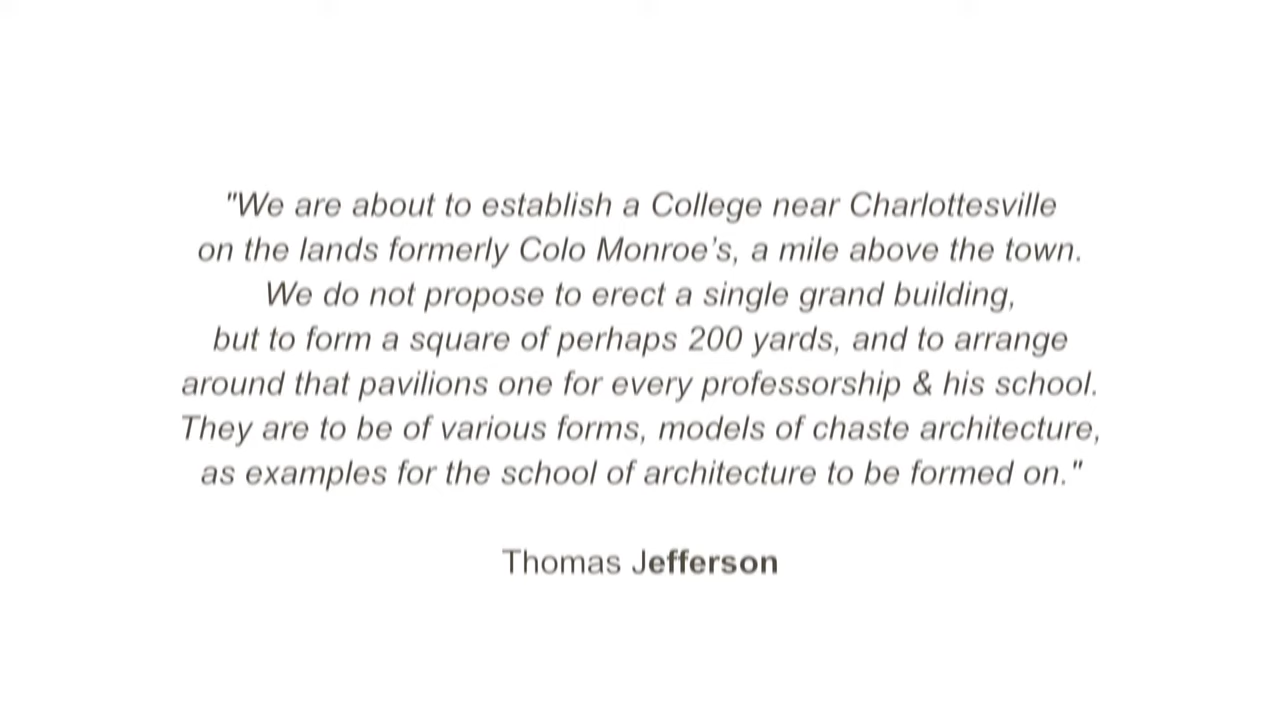 "We are about to establish a College near Charlottesville
on the lands formerly Colo Monroe’s, a mile above the town.
We do not propose to erect a single grand building,
but to form a square of perhaps 200 yards, and to arrange
around that pavilions one for every professorship & his school.
They are to be of various forms, models of chaste architecture,
as examples for the school of architecture to be formed on."
Thomas Jefferson